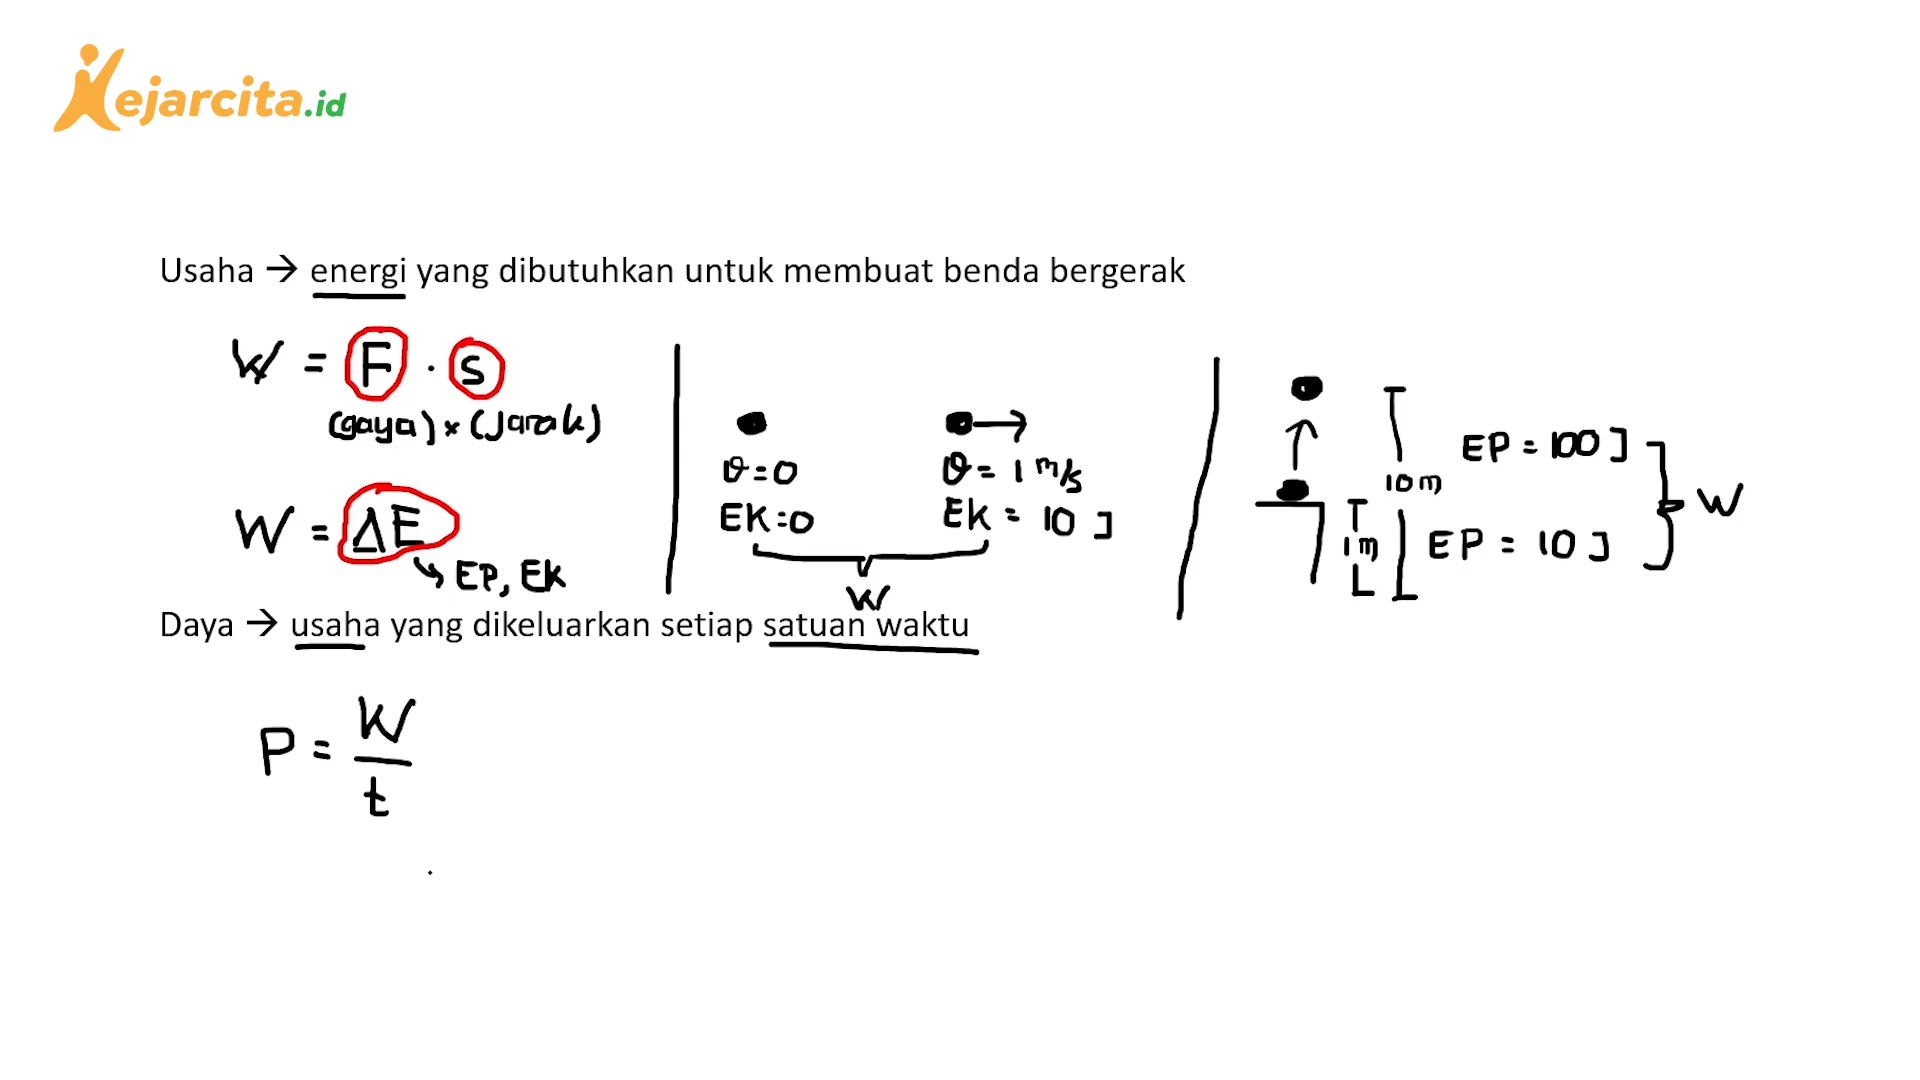 Kejarcita.id
Usaha → energi yang dibutuhkan untuk membuat benda bergerak
W = F . s
(gaya) × (Jarak)
W = ΔE
EP, EK
v = 0
EK = 0
v = 1 m/s
EK = 10 J
W
10 m
1 m
EP = 100 J
EP = 10 J
W
Daya → usaha yang dikeluarkan setiap satuan waktu
P = W
t